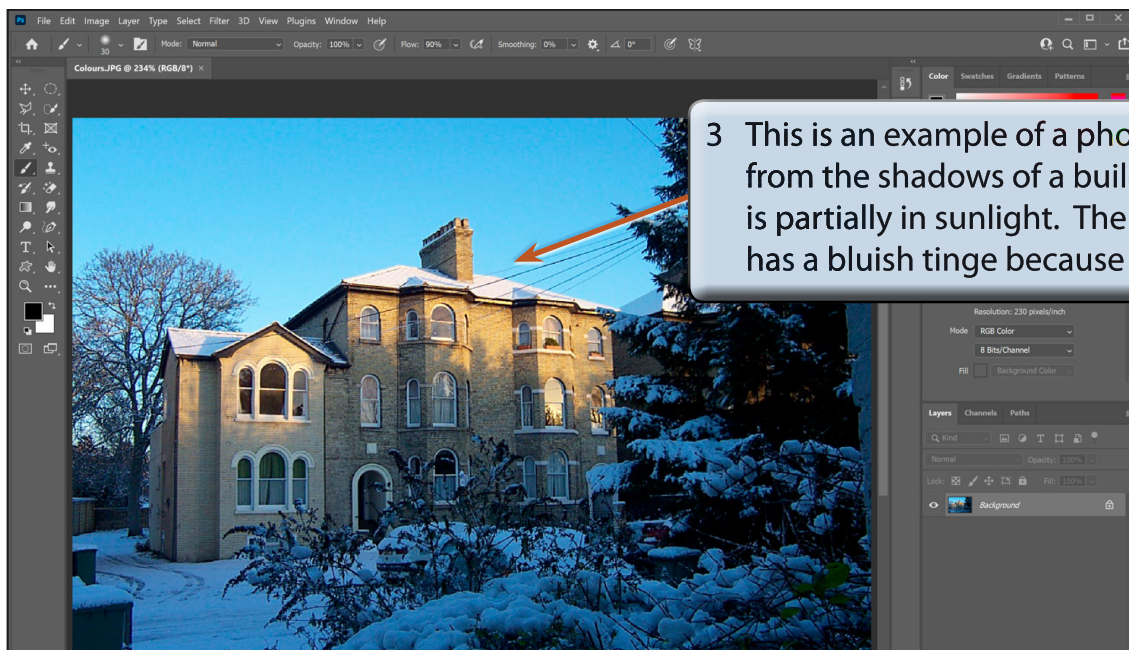 Ps File Edit Image Layer Type Select Filter 3D View Plugins Window Help
30 Mode: Normal Opacity: 100% Flow: 90% Smoothing: 0% 0°
Colours.JPG @ 234% (RGB/8*) ×
Color Swatches Gradients Patterns
3 This is an example of a pho
from the shadows of a buil
is partially in sunlight. The
has a bluish tinge because
Resolution: 230 pixels/inch
Mode RGB Color
8 Bits/Channel
Fill Background Color
Layers Channels Paths
Kind
Normal Opacity: 100%
Lock: Fill: 100%
Background